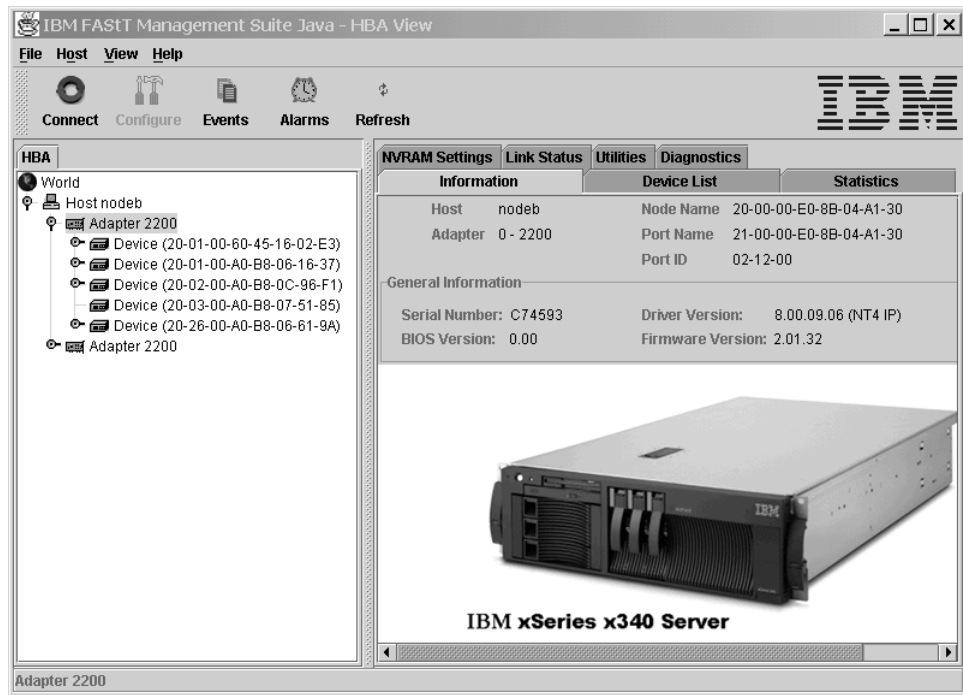 IBM FAStT Management Suite Java - HBA View
File Host View Help
Connect Configure Events Alarms Refresh
IBM
HBA
World
Host nodeb
Adapter 2200
Device (20-01-00-60-45-16-02-E3)
Device (20-01-00-A0-B8-06-16-37)
Device (20-02-00-A0-B8-0C-96-F1)
Device (20-03-00-A0-B8-07-51-85)
Device (20-26-00-A0-B8-06-61-9A)
Adapter 2200
NVRAM Settings Link Status Utilities Diagnostics
Information Device List Statistics
Host nodeb Node Name 20-00-00-E0-8B-04-A1-30
Adapter 0 - 2200 Port Name 21-00-00-E0-8B-04-A1-30
Port ID 02-12-00
General Information
Serial Number: C74593 Driver Version: 8.00.09.06 (NT4 IP)
BIOS Version: 0.00 Firmware Version: 2.01.32
IBM
IBM xSeries x340 Server
Adapter 2200